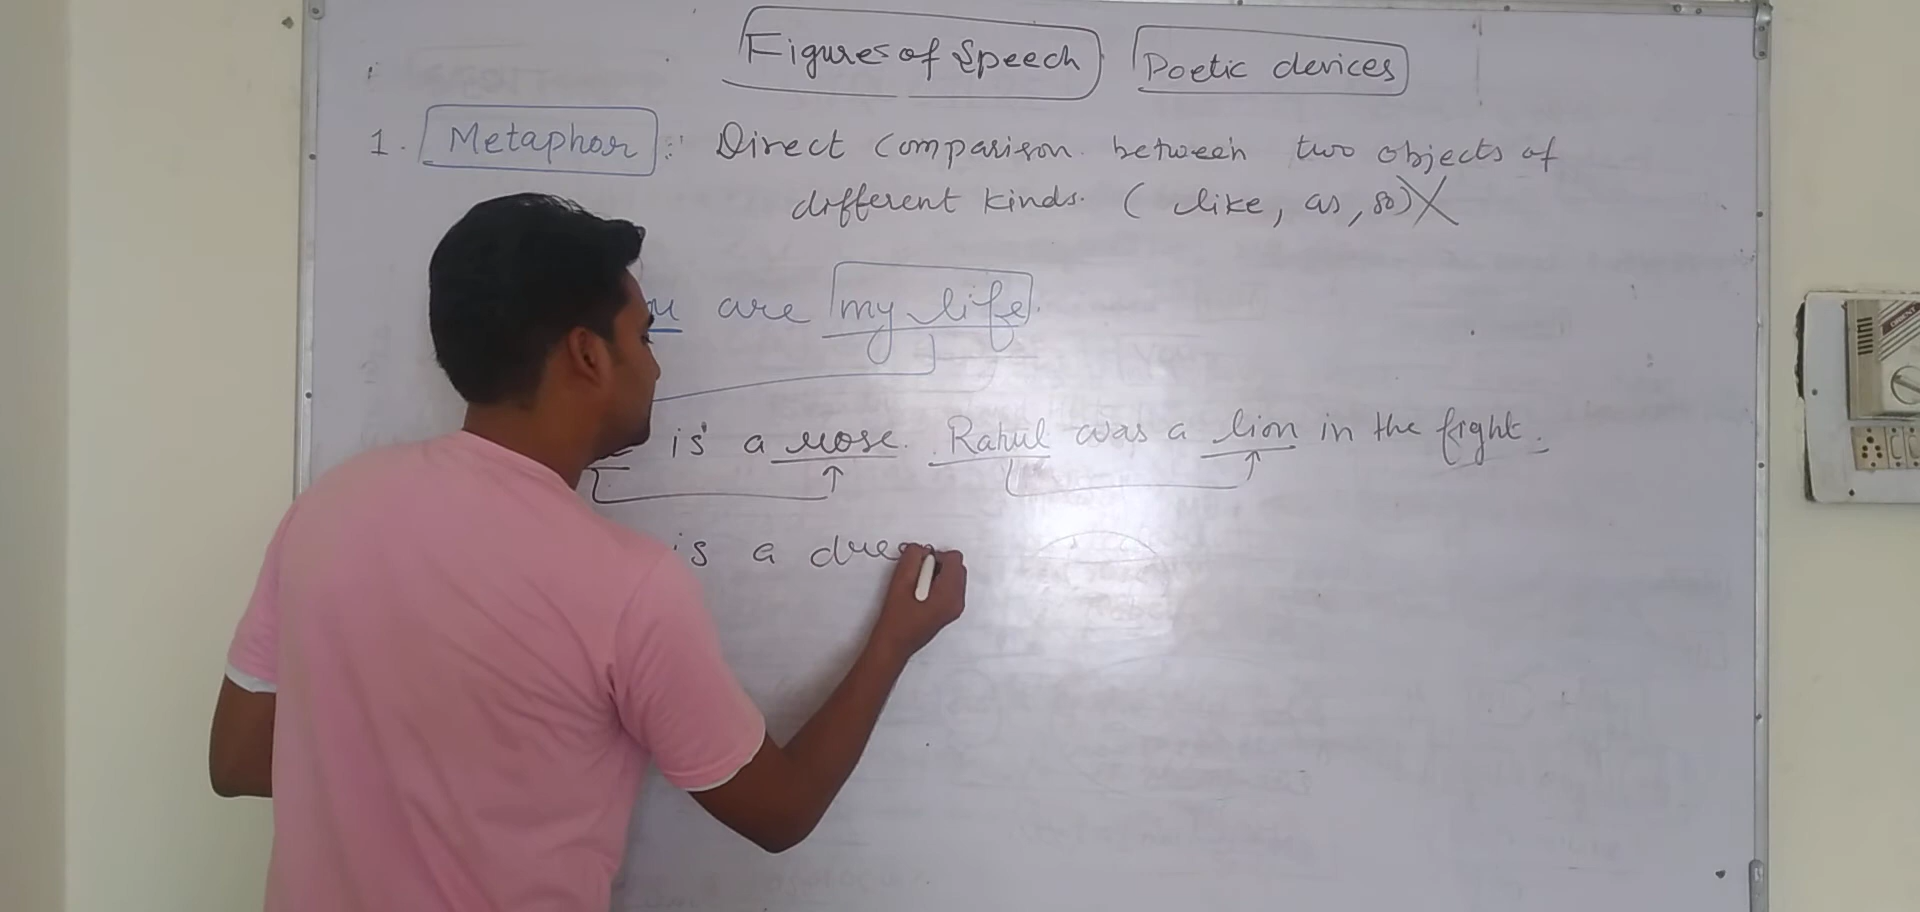 Figures of Speech Poetic devices
1. Metaphor :: Direct comparison between two objects of
different kinds. (like, as, so) X
are my life.
is a rose. Rahul was a lion in the fight.
is a